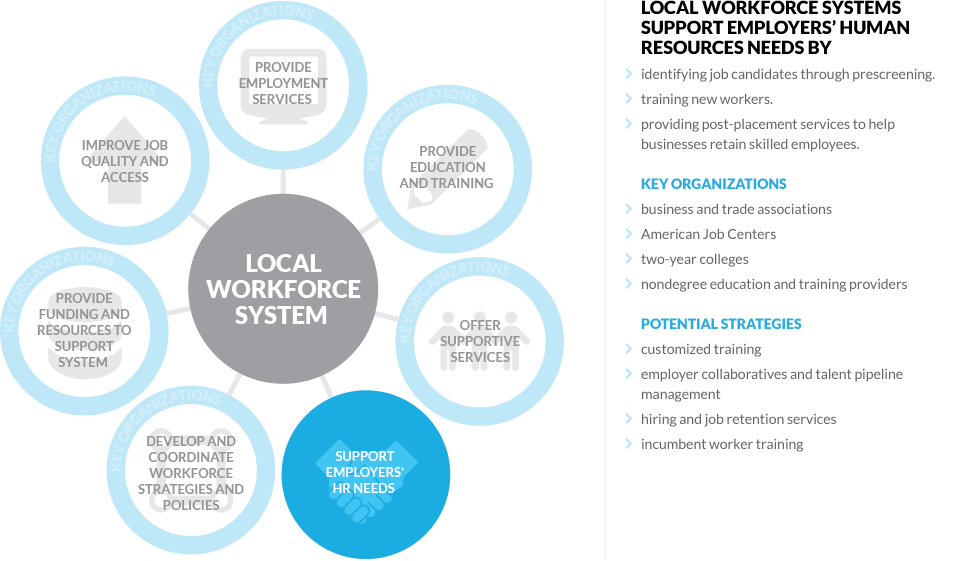 KEY ORGANIZATIONS
PROVIDE
EMPLOYMENT
SERVICES
KEY ORGANIZATIONS
IMPROVE JOB
QUALITY AND
ACCESS
KEY ORGANIZATIONS
PROVIDE
EDUCATION
AND TRAINING
LOCAL
WORKFORCE
SYSTEM
KEY ORGANIZATIONS
PROVIDE
FUNDING AND
RESOURCES TO
SUPPORT
SYSTEM
KEY ORGANIZATIONS
OFFER
SUPPORTIVE
SERVICES
KEY ORGANIZATIONS
DEVELOP AND
COORDINATE
WORKFORCE
STRATEGIES AND
POLICIES
SUPPORT
EMPLOYERS'
HR NEEDS
LOCAL WORKFORCE SYSTEMS
SUPPORT EMPLOYERS’ HUMAN
RESOURCES NEEDS BY
identifying job candidates through prescreening.
training new workers.
providing post-placement services to help
businesses retain skilled employees.
KEY ORGANIZATIONS
business and trade associations
American Job Centers
two-year colleges
nondegree education and training providers
POTENTIAL STRATEGIES
customized training
employer collaboratives and talent pipeline
management
hiring and job retention services
incumbent worker training